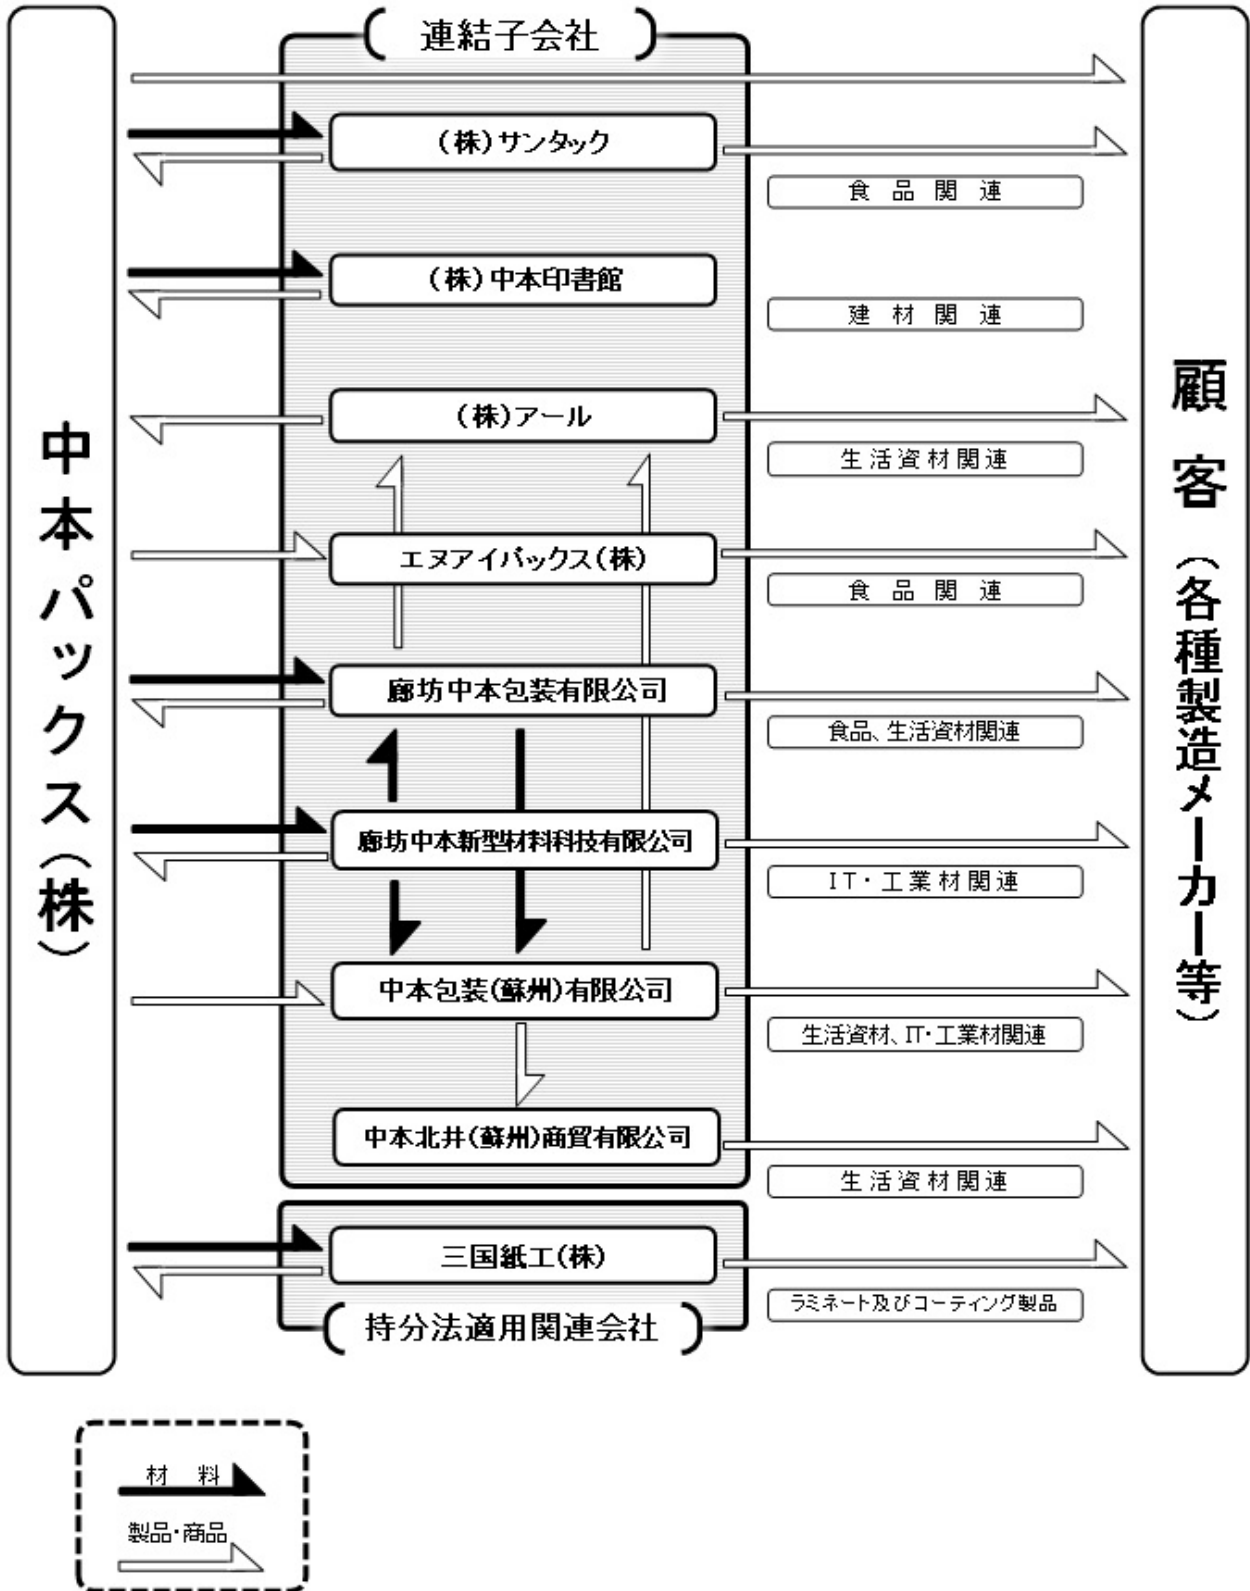 連結子会社
中本パックス（株）
（株）サンタック
食品関連
（株）中本印書館
建材関連
（株）アール
生活資材関連
エヌアイパックス（株）
食品関連
廊坊中本包装有限公司
食品、生活資材関連
廊坊中本新型材料科技有限公司
IT・工業材関連
中本包装（蘇州）有限公司
生活資材、IT・工業材関連
中本北井（蘇州）商貿有限公司
生活資材関連
三国紙工（株）
ラミネート及びコーティング製品
持分法適用関連会社
顧客（各種製造メーカー等）
材料
製品・商品